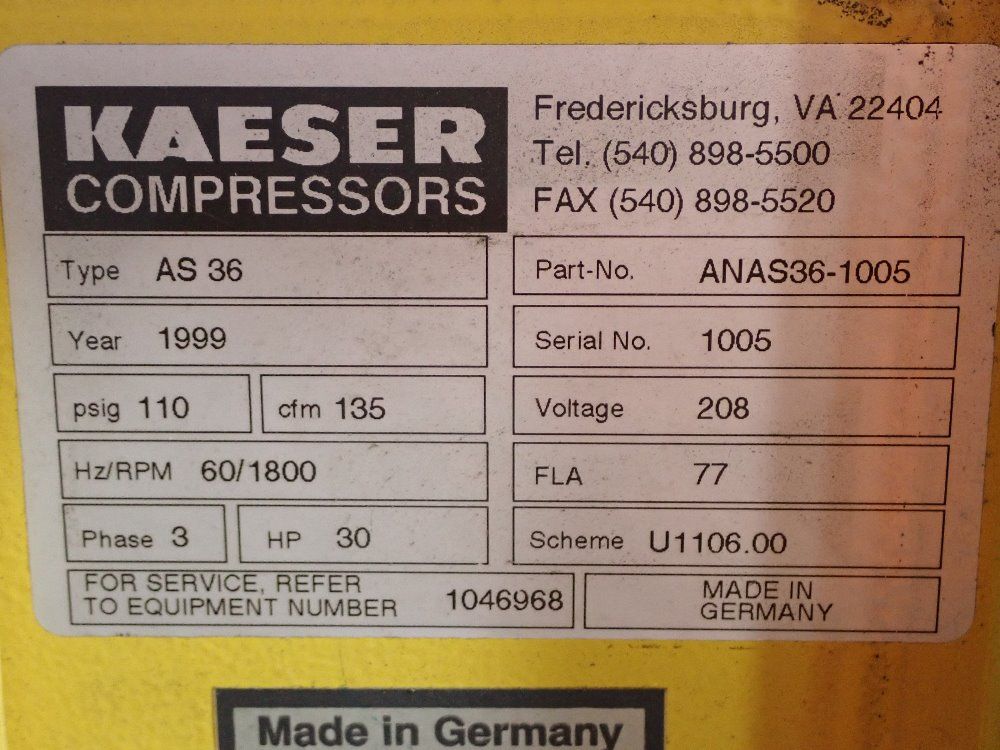 KAESER
COMPRESSORS
Fredericksburg, VA 22404
Tel. (540) 898-5500
FAX (540) 898-5520
Type AS 36
Part-No. ANAS36-1005
Year 1999
Serial No. 1005
psig 110
cfm 135
Voltage 208
Hz/RPM 60/1800
FLA 77
Phase 3
HP 30
Scheme U1106.00
FOR SERVICE, REFER
TO EQUIPMENT NUMBER 1046968
MADE IN
GERMANY
Made in Germany